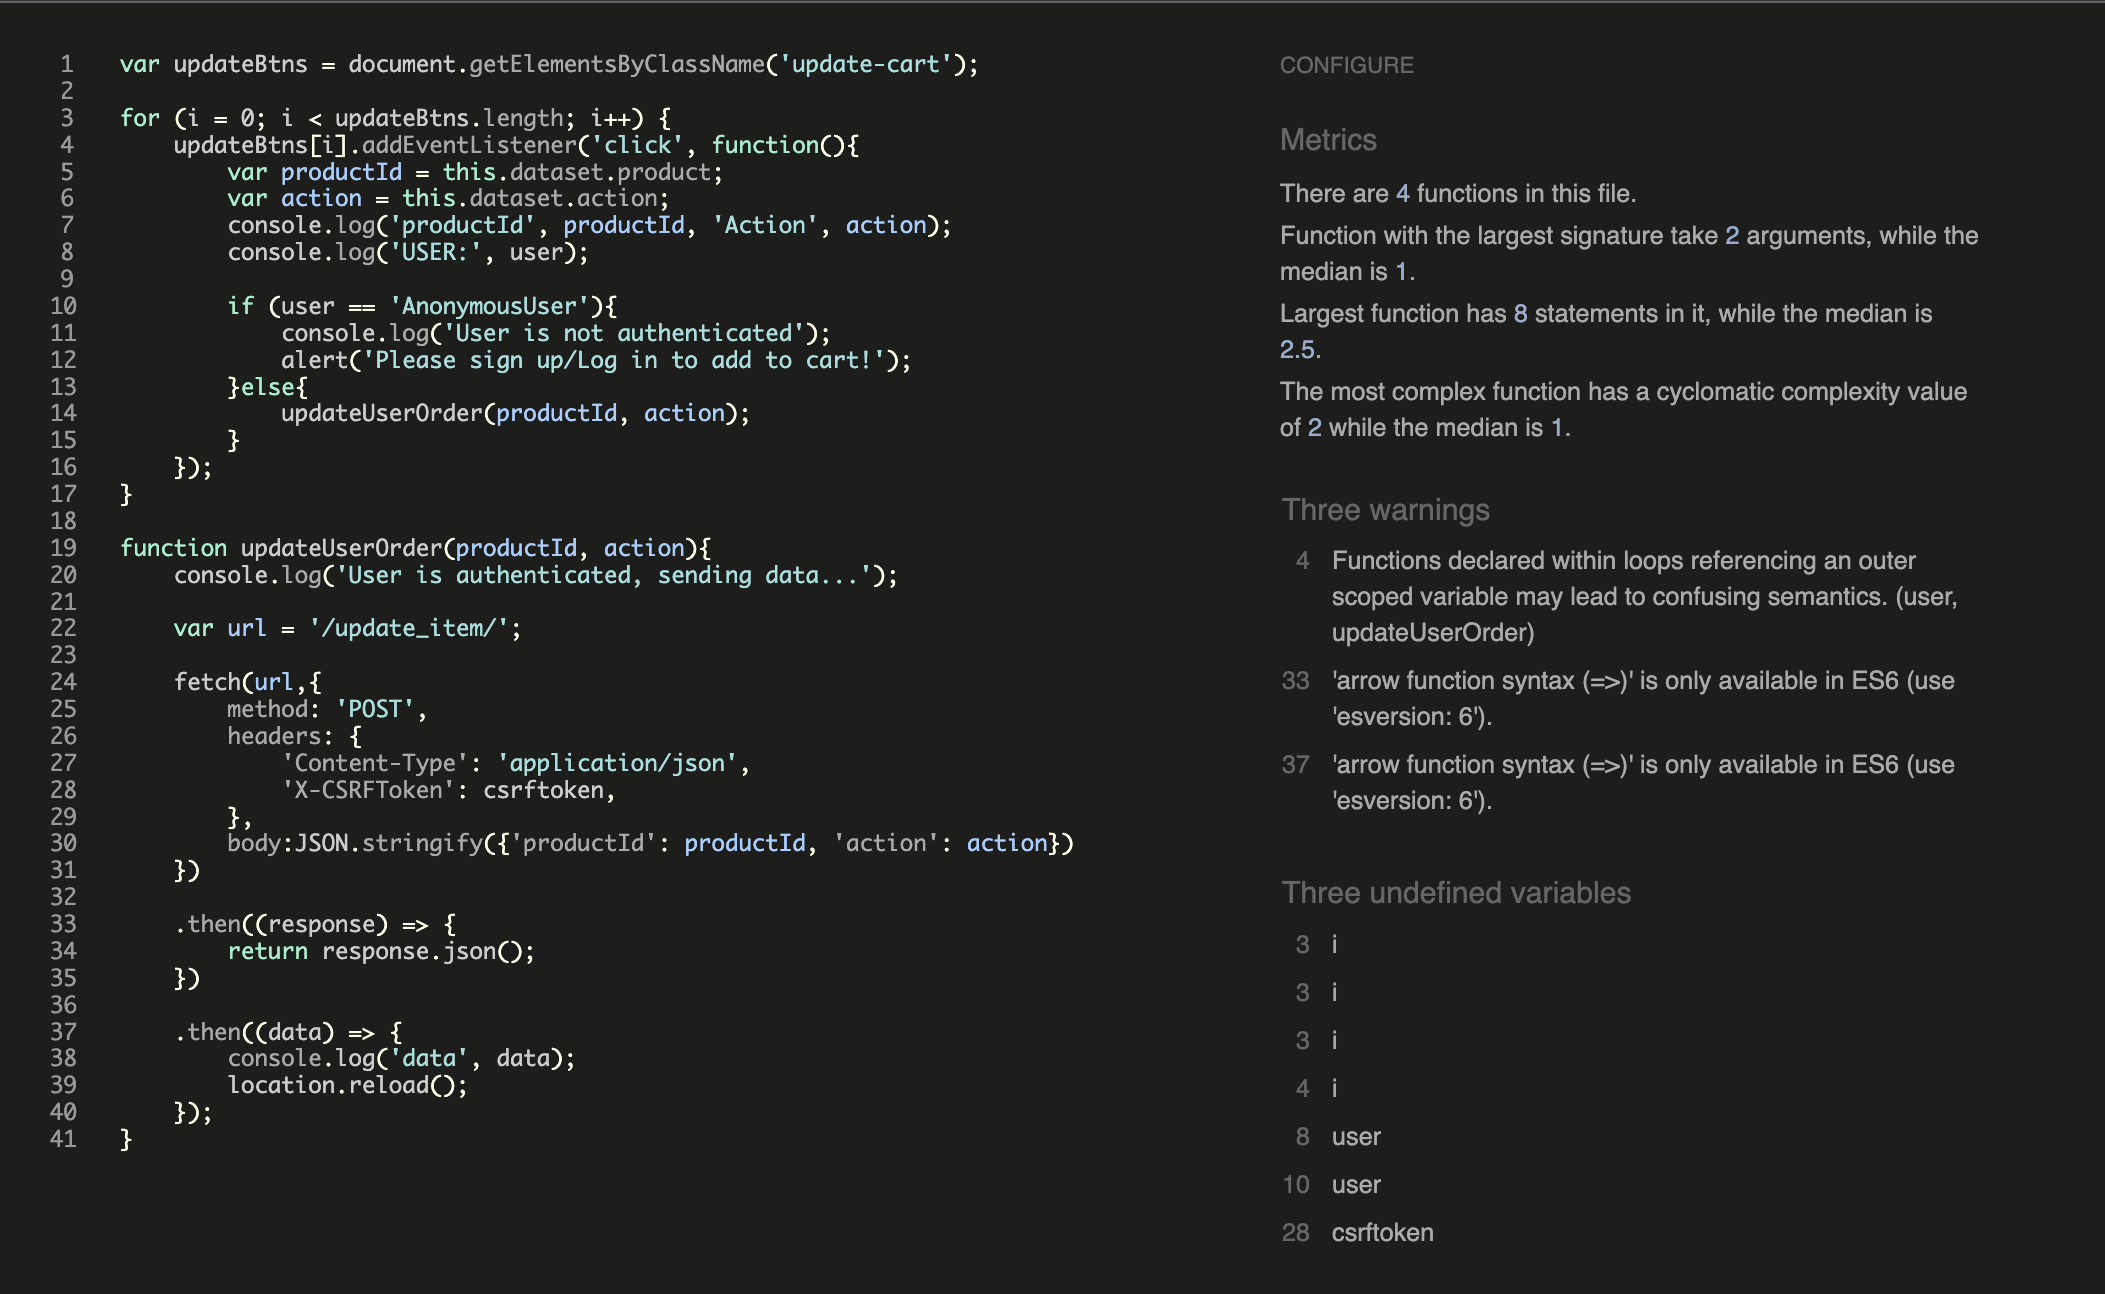 1 var updateBtns = document.getElementsByClassName('update-cart');
2
3 for (i = 0; i < updateBtns.length; i++) {
4     updateBtns[i].addEventListener('click', function(){
5         var productId = this.dataset.product;
6         var action = this.dataset.action;
7         console.log('productId', productId, 'Action', action);
8         console.log('USER:', user);
9
10         if (user == 'AnonymousUser'){
11             console.log('User is not authenticated');
12             alert('Please sign up/Log in to add to cart!');
13         }else{
14             updateUserOrder(productId, action);
15         }
16     });
17 }
18
19 function updateUserOrder(productId, action){
20     console.log('User is authenticated, sending data...');
21
22     var url = '/update_item/';
23
24     fetch(url,{
25         method: 'POST',
26         headers: {
27             'Content-Type': 'application/json',
28             'X-CSRFToken': csrftoken,
29         },
30         body:JSON.stringify({'productId': productId, 'action': action})
31     })
32
33     .then((response) => {
34         return response.json();
35     })
36
37     .then((data) => {
38         console.log('data', data);
39         location.reload();
40     });
41 }
CONFIGURE
Metrics
There are 4 functions in this file.
Function with the largest signature take 2 arguments, while the
median is 1.
Largest function has 8 statements in it, while the median is
2.5.
The most complex function has a cyclomatic complexity value
of 2 while the median is 1.
Three warnings
4 Functions declared within loops referencing an outer
scoped variable may lead to confusing semantics. (user,
updateUserOrder)
33 'arrow function syntax (=>)' is only available in ES6 (use
'esversion: 6').
37 'arrow function syntax (=>)' is only available in ES6 (use
'esversion: 6').
Three undefined variables
3 i
3 i
3 i
4 i
8 user
10 user
28 csrftoken